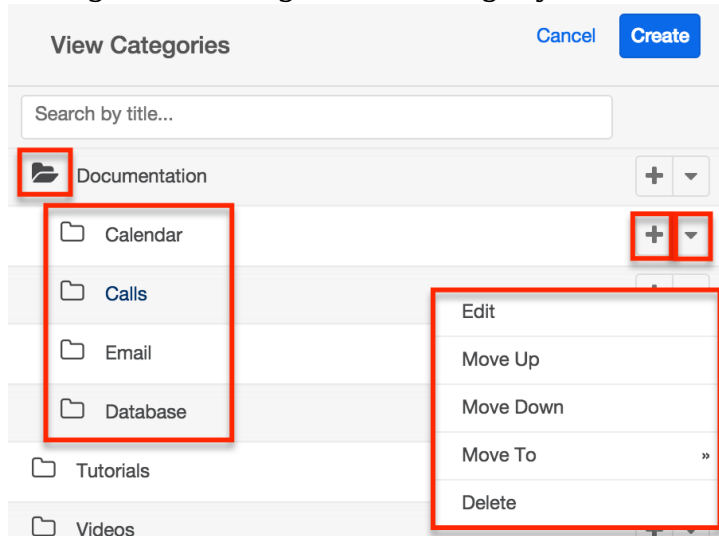 View Categories
Cancel
Create
Search by title...
Documentation
Calendar
Calls
Email
Database
Tutorials
Videos
Edit
Move Up
Move Down
Move To »
Delete